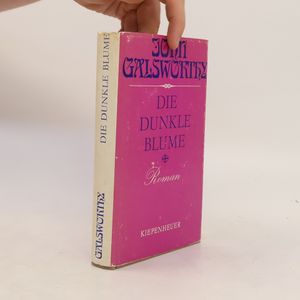 JOHN
GALSWORTHY
DIE
DUNKLE
BLUME
Roman
KIEPENHEUER
GALSWORTHY
DIE DUNKLE BLUME